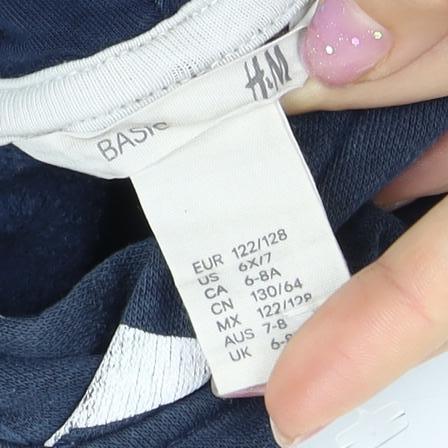 H&M
BASIC
EUR 122/128
US 6X/7
CA 6-8A
CN 130/64
MX 122/128
AUS 7-8
UK